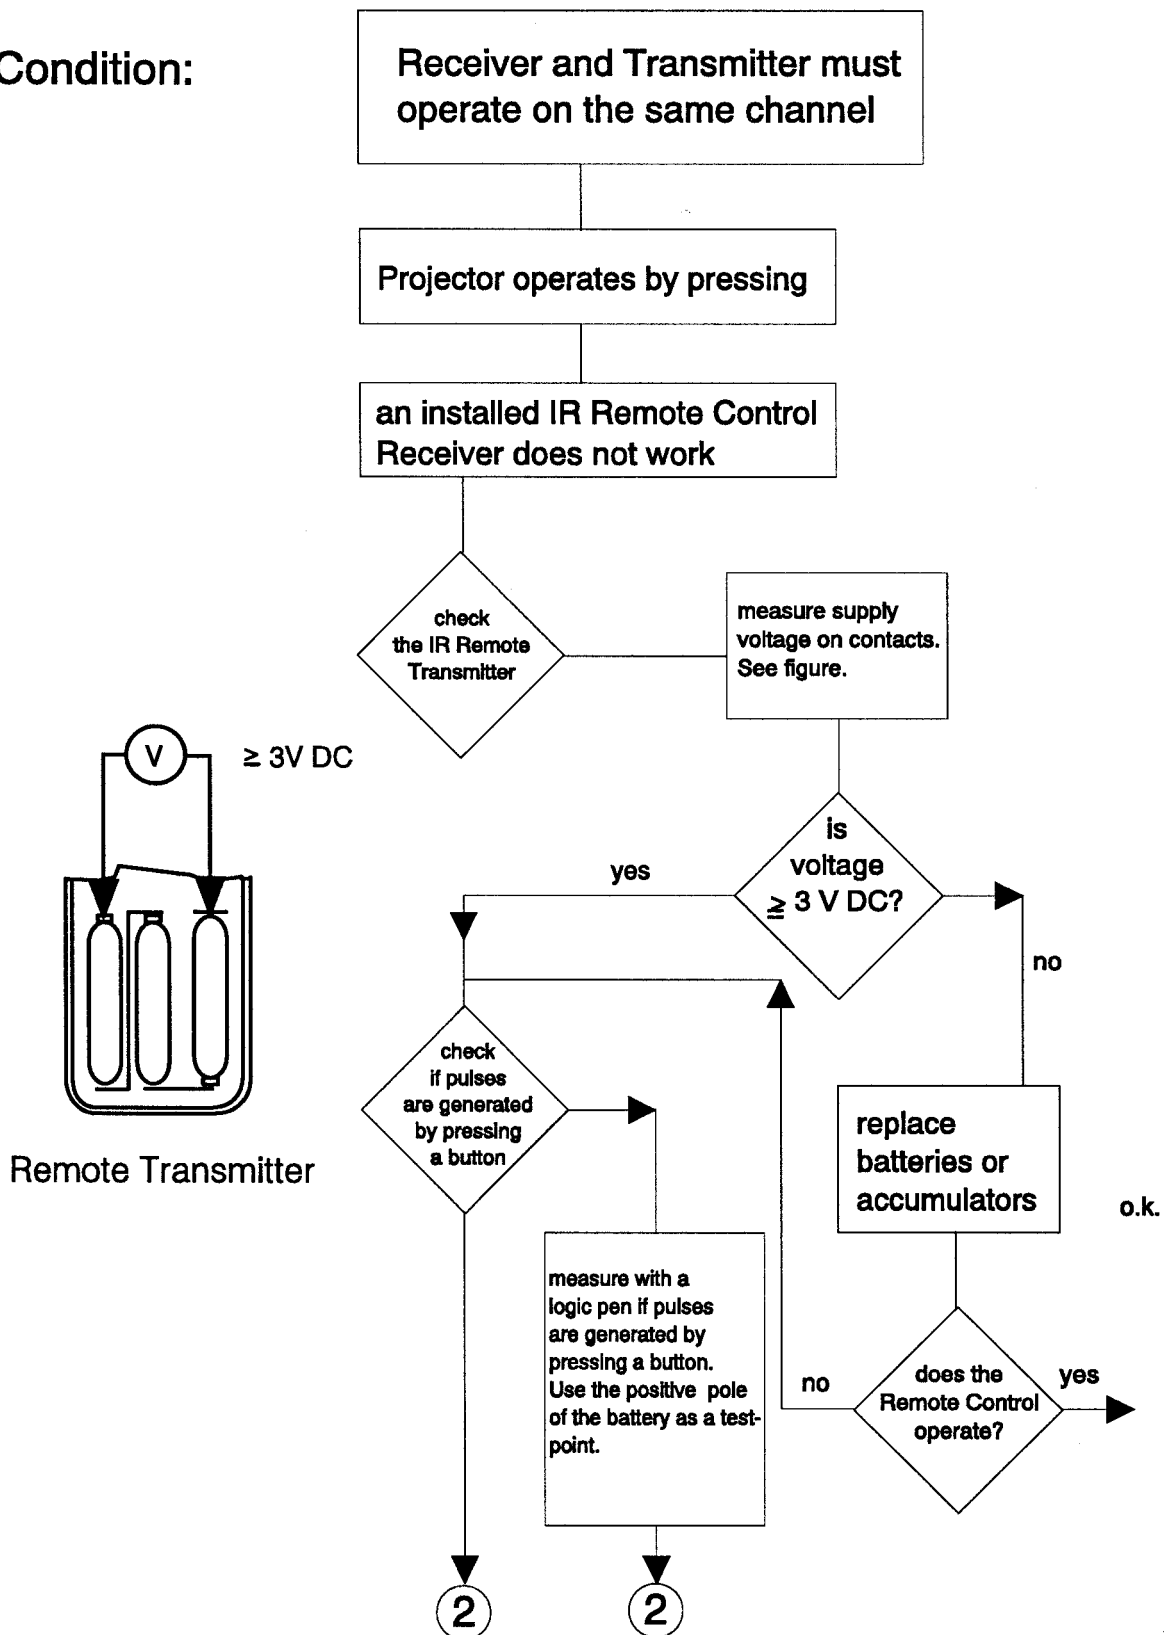 Condition:
Receiver and Transmitter must
operate on the same channel
Projector operates by pressing
an installed IR Remote Control
Receiver does not work
check
the IR Remote
Transmitter
measure supply
voltage on contacts.
See figure.
V
≥ 3V DC
is
voltage
≧ 3 V DC?
yes
no
check
if pulses
are generated
by pressing
a button
Remote Transmitter
replace
batteries or
accumulators
o.k.
measure with a
logic pen if pulses
are generated by
pressing a button.
Use the positive pole
of the battery as a test-
point.
no
does the
Remote Control
operate?
yes
2
2